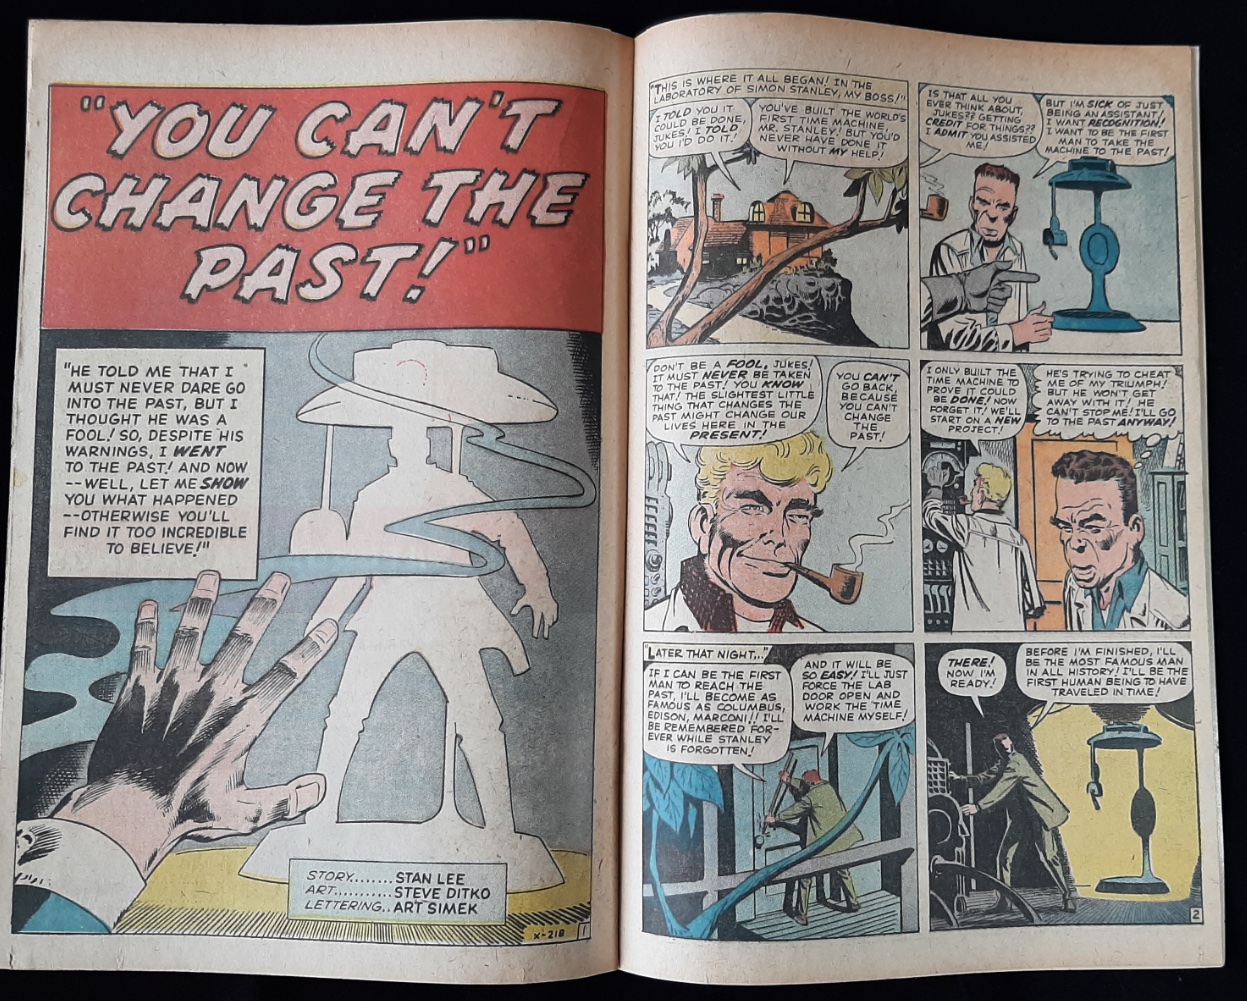 "YOU CAN'T
CHANGE THE
PAST!"
"HE TOLD ME THAT I
MUST NEVER DARE GO
INTO THE PAST, BUT I
THOUGHT HE WAS A
FOOL! SO, DESPITE HIS
WARNINGS, I WENT
TO THE PAST! AND NOW
--WELL, LET ME SHOW
YOU WHAT HAPPENED
--OTHERWISE YOU'LL
FIND IT TOO INCREDIBLE
TO BELIEVE!"
STORY.......STAN LEE
ART..........STEVE DITKO
LETTERING..ART SIMEK
X-218
1
"THIS IS WHERE IT ALL BEGAN! IN THE
LABORATORY OF SIMON STANLEY, MY BOSS!"
I TOLD YOU IT
COULD BE DONE,
JUKES! I TOLD
YOU I'D DO IT!
YOU'VE BUILT THE WORLD'S
FIRST TIME MACHINE,
MR. STANLEY! BUT YOU'D
NEVER HAVE DONE IT
WITHOUT MY HELP!
IS THAT ALL YOU
EVER THINK ABOUT,
JUKES?? GETTING
CREDIT FOR THINGS??
I ADMIT YOU ASSISTED
ME!
BUT I'M SICK OF JUST
BEING AN ASSISTANT!
I WANT RECOGNITION!
I WANT TO BE THE FIRST
MAN TO TAKE THE
MACHINE TO THE PAST!
DON'T BE A FOOL, JUKES!
IT MUST NEVER BE TAKEN
TO THE PAST! YOU KNOW
THAT! THE SLIGHTEST LITTLE
THING THAT CHANGES THE
PAST MIGHT CHANGE OUR
LIVES HERE IN THE
PRESENT!
YOU CAN'T
GO BACK,
BECAUSE
YOU CAN'T
CHANGE
THE
PAST!
I ONLY BUILT THE
TIME MACHINE TO
PROVE IT COULD
BE DONE! NOW
FORGET IT! WE'LL
START ON A NEW
PROJECT!
HE'S TRYING TO CHEAT
ME OF MY TRIUMPH!
BUT HE WON'T GET
AWAY WITH IT! HE
CAN'T STOP ME! I'LL GO
TO THE PAST ANYWAY!
"LATER THAT NIGHT..."
IF I CAN BE THE FIRST
MAN TO REACH THE
PAST, I'LL BECOME AS
FAMOUS AS COLUMBUS,
EDISON, MARCONI!! I'LL
BE REMEMBERED FOR-
EVER WHILE STANLEY
IS FORGOTTEN!
AND IT WILL BE
SO EASY! I'LL JUST
FORCE THE LAB
DOOR OPEN AND
WORK THE TIME
MACHINE MYSELF!
THERE!
NOW I'M
READY!
BEFORE I'M FINISHED, I'LL
BE THE MOST FAMOUS MAN
IN ALL HISTORY! I'LL BE THE
FIRST HUMAN BEING TO HAVE
TRAVELED IN TIME!
2